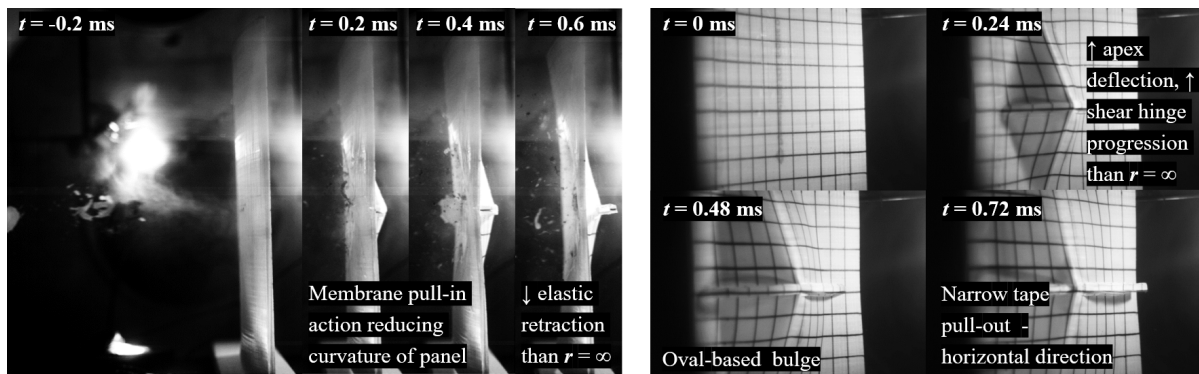 t = -0.2 ms
t = 0.2 ms
t = 0.4 ms
t = 0.6 ms
Membrane pull-in
action reducing
curvature of panel
↓ elastic
retraction
than r = ∞
t = 0 ms
t = 0.24 ms
↑ apex
deflection, ↑
shear hinge
progression
than r = ∞
t = 0.48 ms
t = 0.72 ms
Oval-based bulge
Narrow tape
pull-out -
horizontal direction